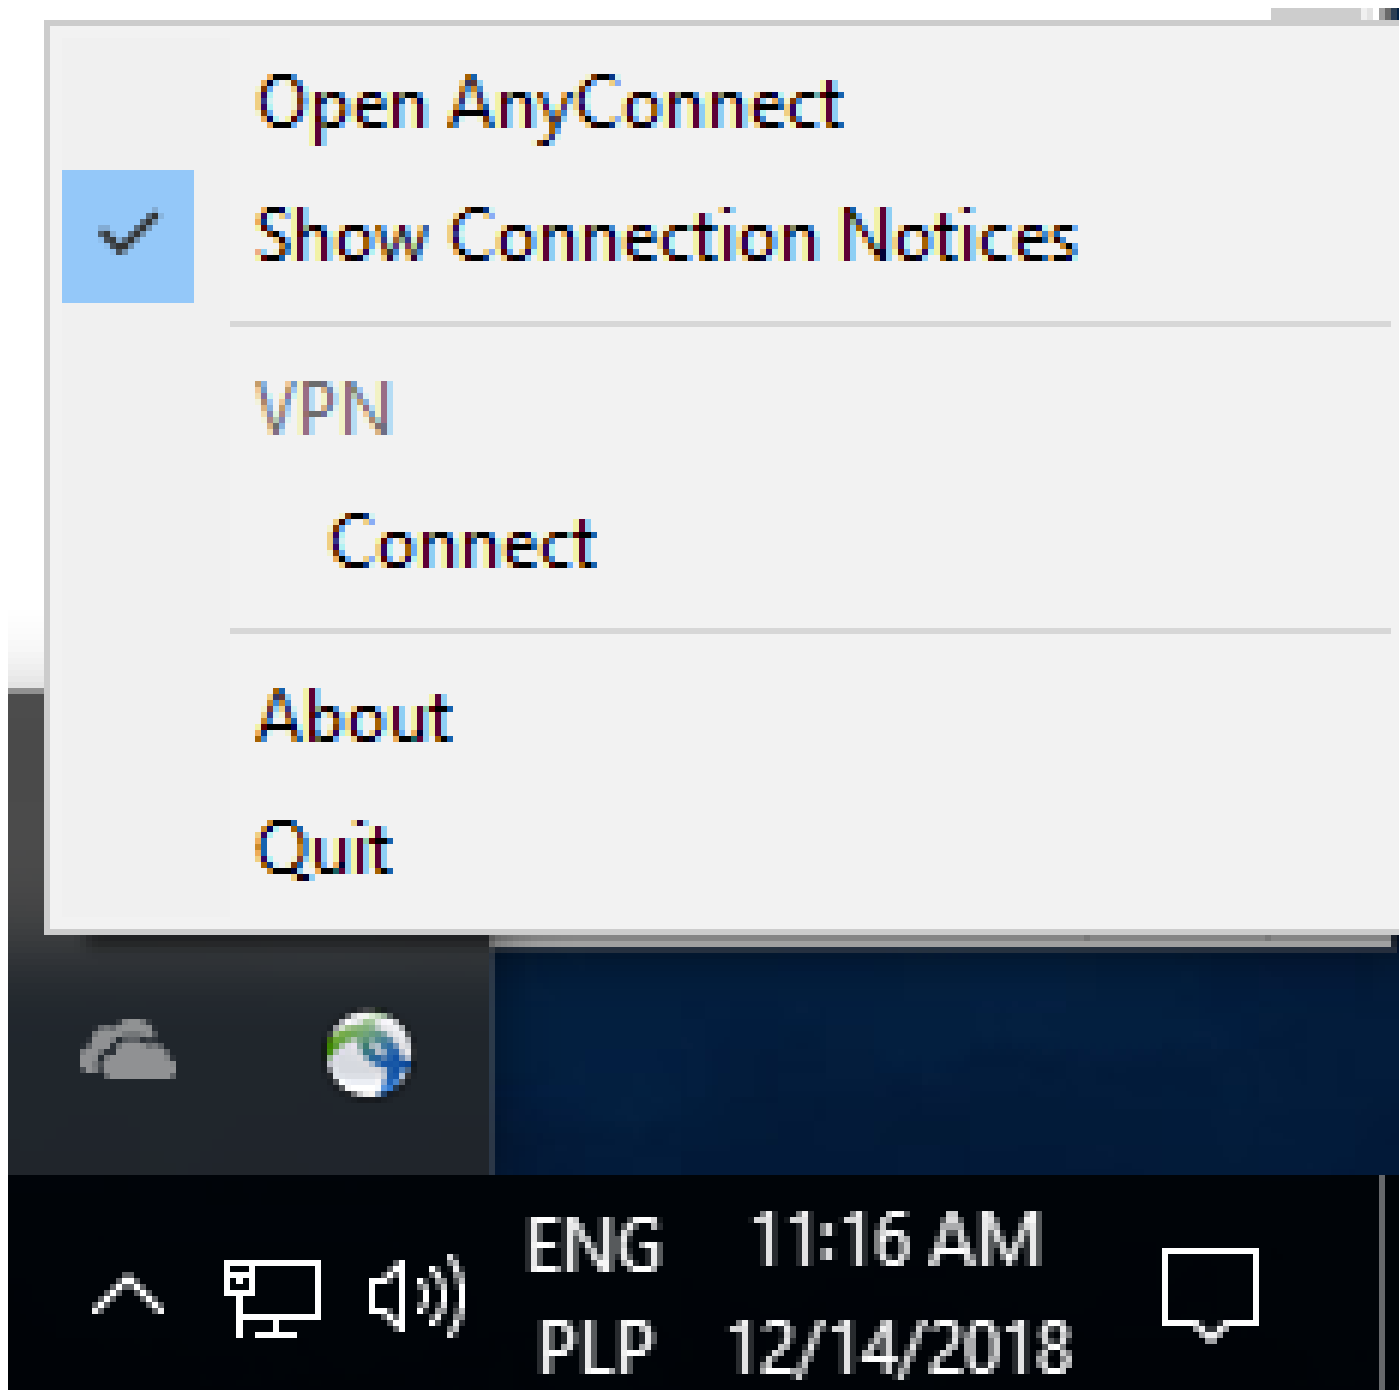 Open AnyConnect
Show Connection Notices
VPN
Connect
About
Quit
ENG 11:16 AM
PLP 12/14/2018